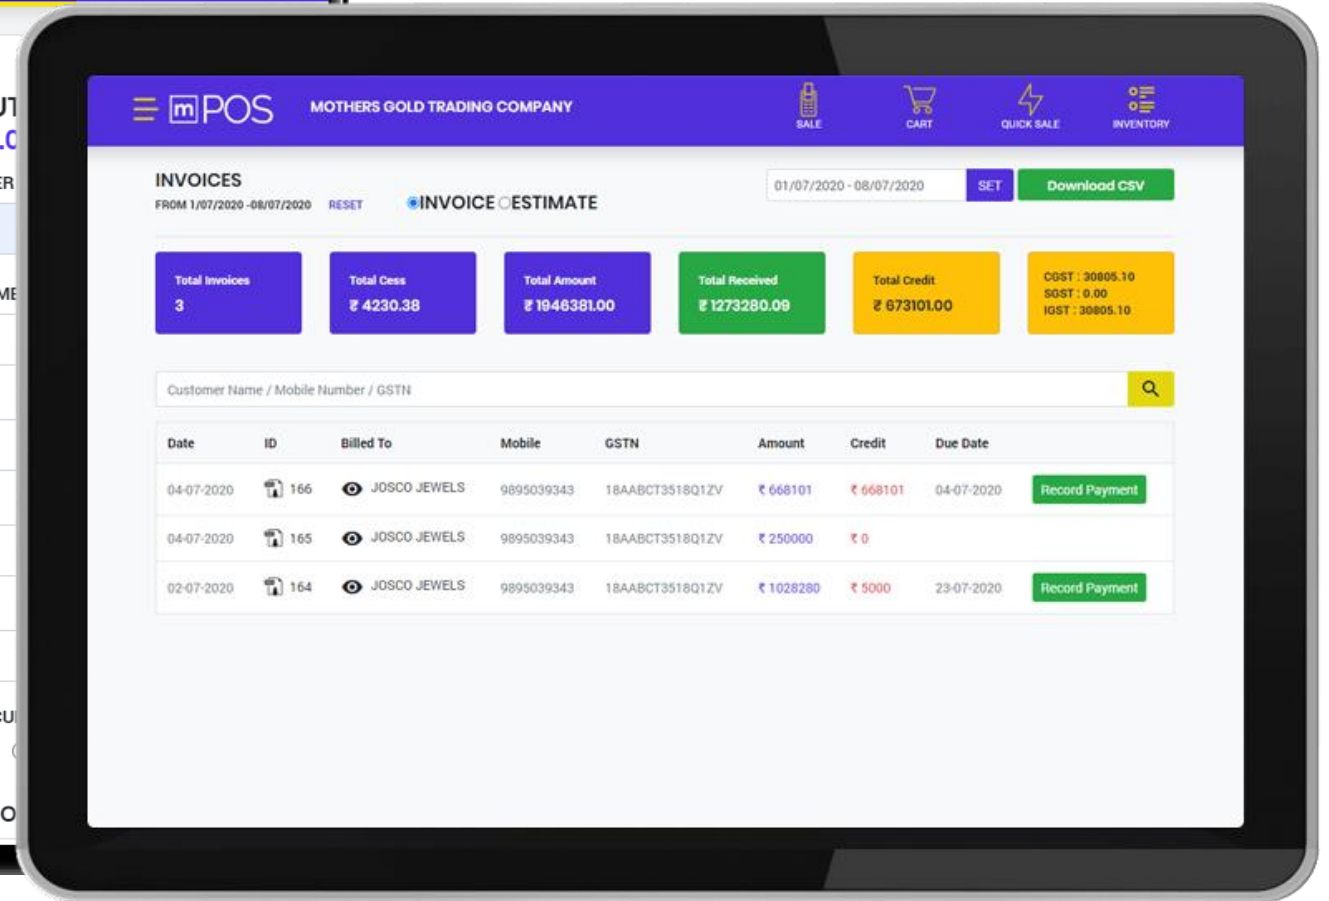 mPOS MOTHERS GOLD TRADING COMPANY SALE CART QUICK SALE INVENTORY
INVOICES
FROM 1/07/2020 -08/07/2020 RESET INVOICE ESTIMATE 01/07/2020 - 08/07/2020 SET Download CSV
Total Invoices
3
Total Cess
₹ 4230.38
Total Amount
₹ 1946381.00
Total Received
₹ 1273280.09
Total Credit
₹ 673101.00
CGST : 30805.10
SGST : 0.00
IGST : 30805.10
Customer Name / Mobile Number / GSTN
Date ID Billed To Mobile GSTN Amount Credit Due Date
04-07-2020 166 JOSCO JEWELS 9895039343 18AABCT3518Q1ZV ₹ 668101 ₹ 668101 04-07-2020 Record Payment
04-07-2020 165 JOSCO JEWELS 9895039343 18AABCT3518Q1ZV ₹ 250000 ₹ 0
02-07-2020 164 JOSCO JEWELS 9895039343 18AABCT3518Q1ZV ₹ 1028280 ₹ 5000 23-07-2020 Record Payment